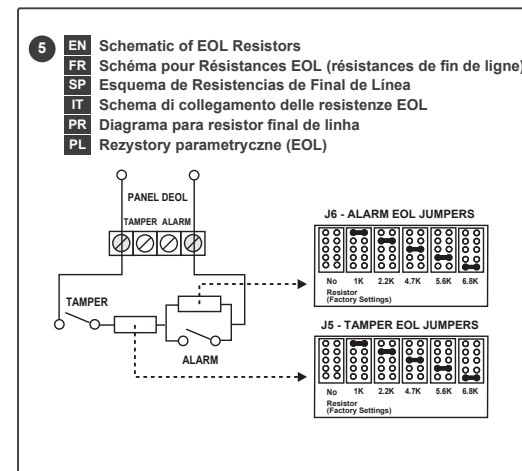 5 EN Schematic of EOL Resistors
FR Schéma pour Résistances EOL (résistances de fin de ligne)
SP Esquema de Resistencias de Final de Línea
IT Schema di collegamento delle resistenze EOL
PR Diagrama para resistor final de linha
PL Rezystory parametryczne (EOL)
PANEL DEOL
TAMPER ALARM
TAMPER
ALARM
J6 - ALARM EOL JUMPERS
No 1K 2.2K 4.7K 5.6K 6.8K
Resistor
(Factory Settings)
J5 - TAMPER EOL JUMPERS
No 1K 2.2K 4.7K 5.6K 6.8K
Resistor
(Factory Settings)